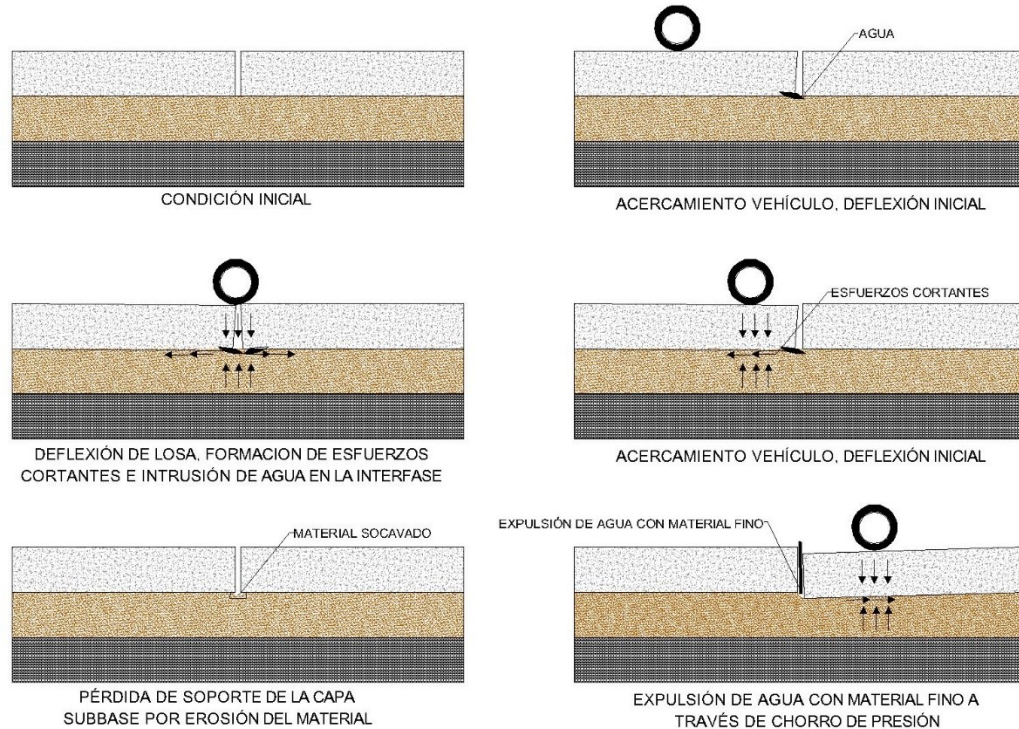 CONDICIÓN INICIAL
AGUA
ACERCAMIENTO VEHÍCULO, DEFLEXIÓN INICIAL
DEFLEXIÓN DE LOSA, FORMACION DE ESFUERZOS
CORTANTES E INTRUSIÓN DE AGUA EN LA INTERFASE
ESFUERZOS CORTANTES
ACERCAMIENTO VEHÍCULO, DEFLEXIÓN INICIAL
MATERIAL SOCAVADO
PÉRDIDA DE SOPORTE DE LA CAPA
SUBBASE POR EROSIÓN DEL MATERIAL
EXPULSIÓN DE AGUA CON MATERIAL FINO
EXPULSIÓN DE AGUA CON MATERIAL FINO A
TRAVÉS DE CHORRO DE PRESIÓN